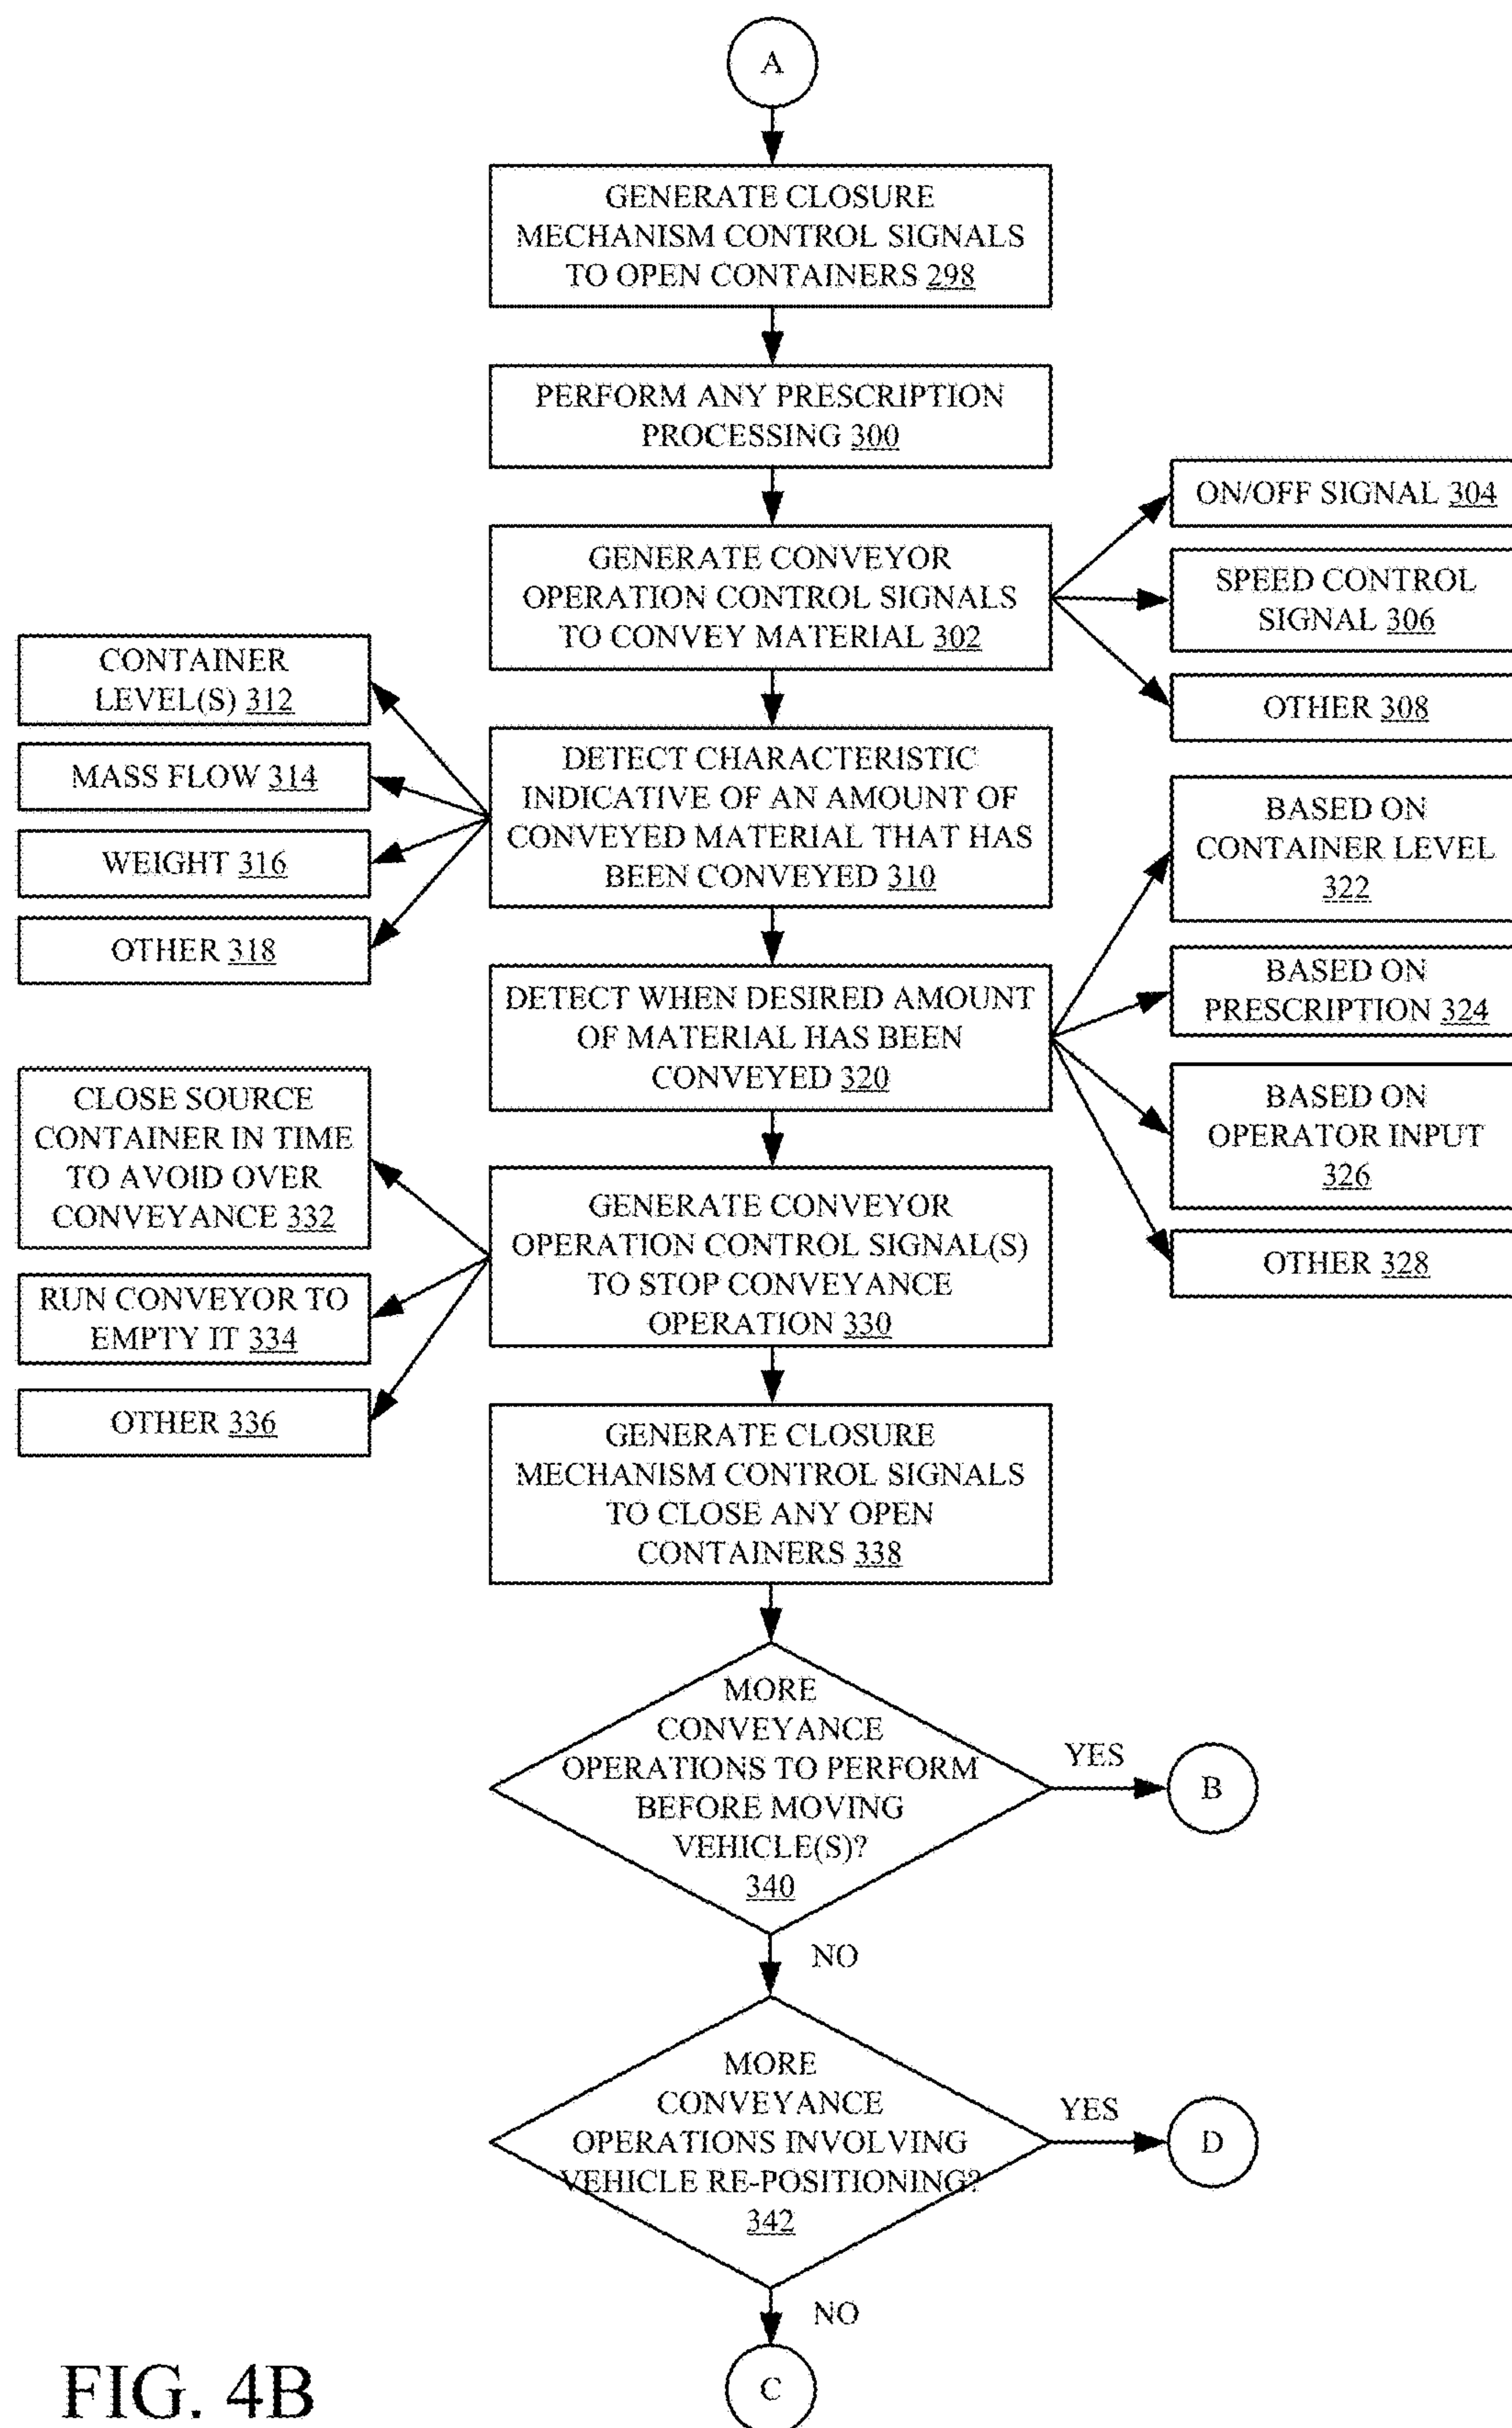 A
GENERATE CLOSURE
MECHANISM CONTROL SIGNALS
TO OPEN CONTAINERS 298
PERFORM ANY PRESCRIPTION
PROCESSING 300
GENERATE CONVEYOR
OPERATION CONTROL SIGNALS
TO CONVEY MATERIAL 302
ON/OFF SIGNAL 304
SPEED CONTROL
SIGNAL 306
OTHER 308
DETECT CHARACTERISTIC
INDICATIVE OF AN AMOUNT OF
CONVEYED MATERIAL THAT HAS
BEEN CONVEYED 310
CONTAINER
LEVEL(S) 312
MASS FLOW 314
WEIGHT 316
OTHER 318
DETECT WHEN DESIRED AMOUNT
OF MATERIAL HAS BEEN
CONVEYED 320
BASED ON
CONTAINER LEVEL
322
BASED ON
PRESCRIPTION 324
BASED ON
OPERATOR INPUT
326
OTHER 328
GENERATE CONVEYOR
OPERATION CONTROL SIGNAL(S)
TO STOP CONVEYANCE
OPERATION 330
CLOSE SOURCE
CONTAINER IN TIME
TO AVOID OVER
CONVEYANCE 332
RUN CONVEYOR TO
EMPTY IT 334
OTHER 336
GENERATE CLOSURE
MECHANISM CONTROL SIGNALS
TO CLOSE ANY OPEN
CONTAINERS 338
MORE
CONVEYANCE
OPERATIONS TO PERFORM
BEFORE MOVING
VEHICLE(S)?
340
YES
B
NO
MORE
CONVEYANCE
OPERATIONS INVOLVING
VEHICLE RE-POSITIONING?
342
YES
D
NO
C
FIG. 4B